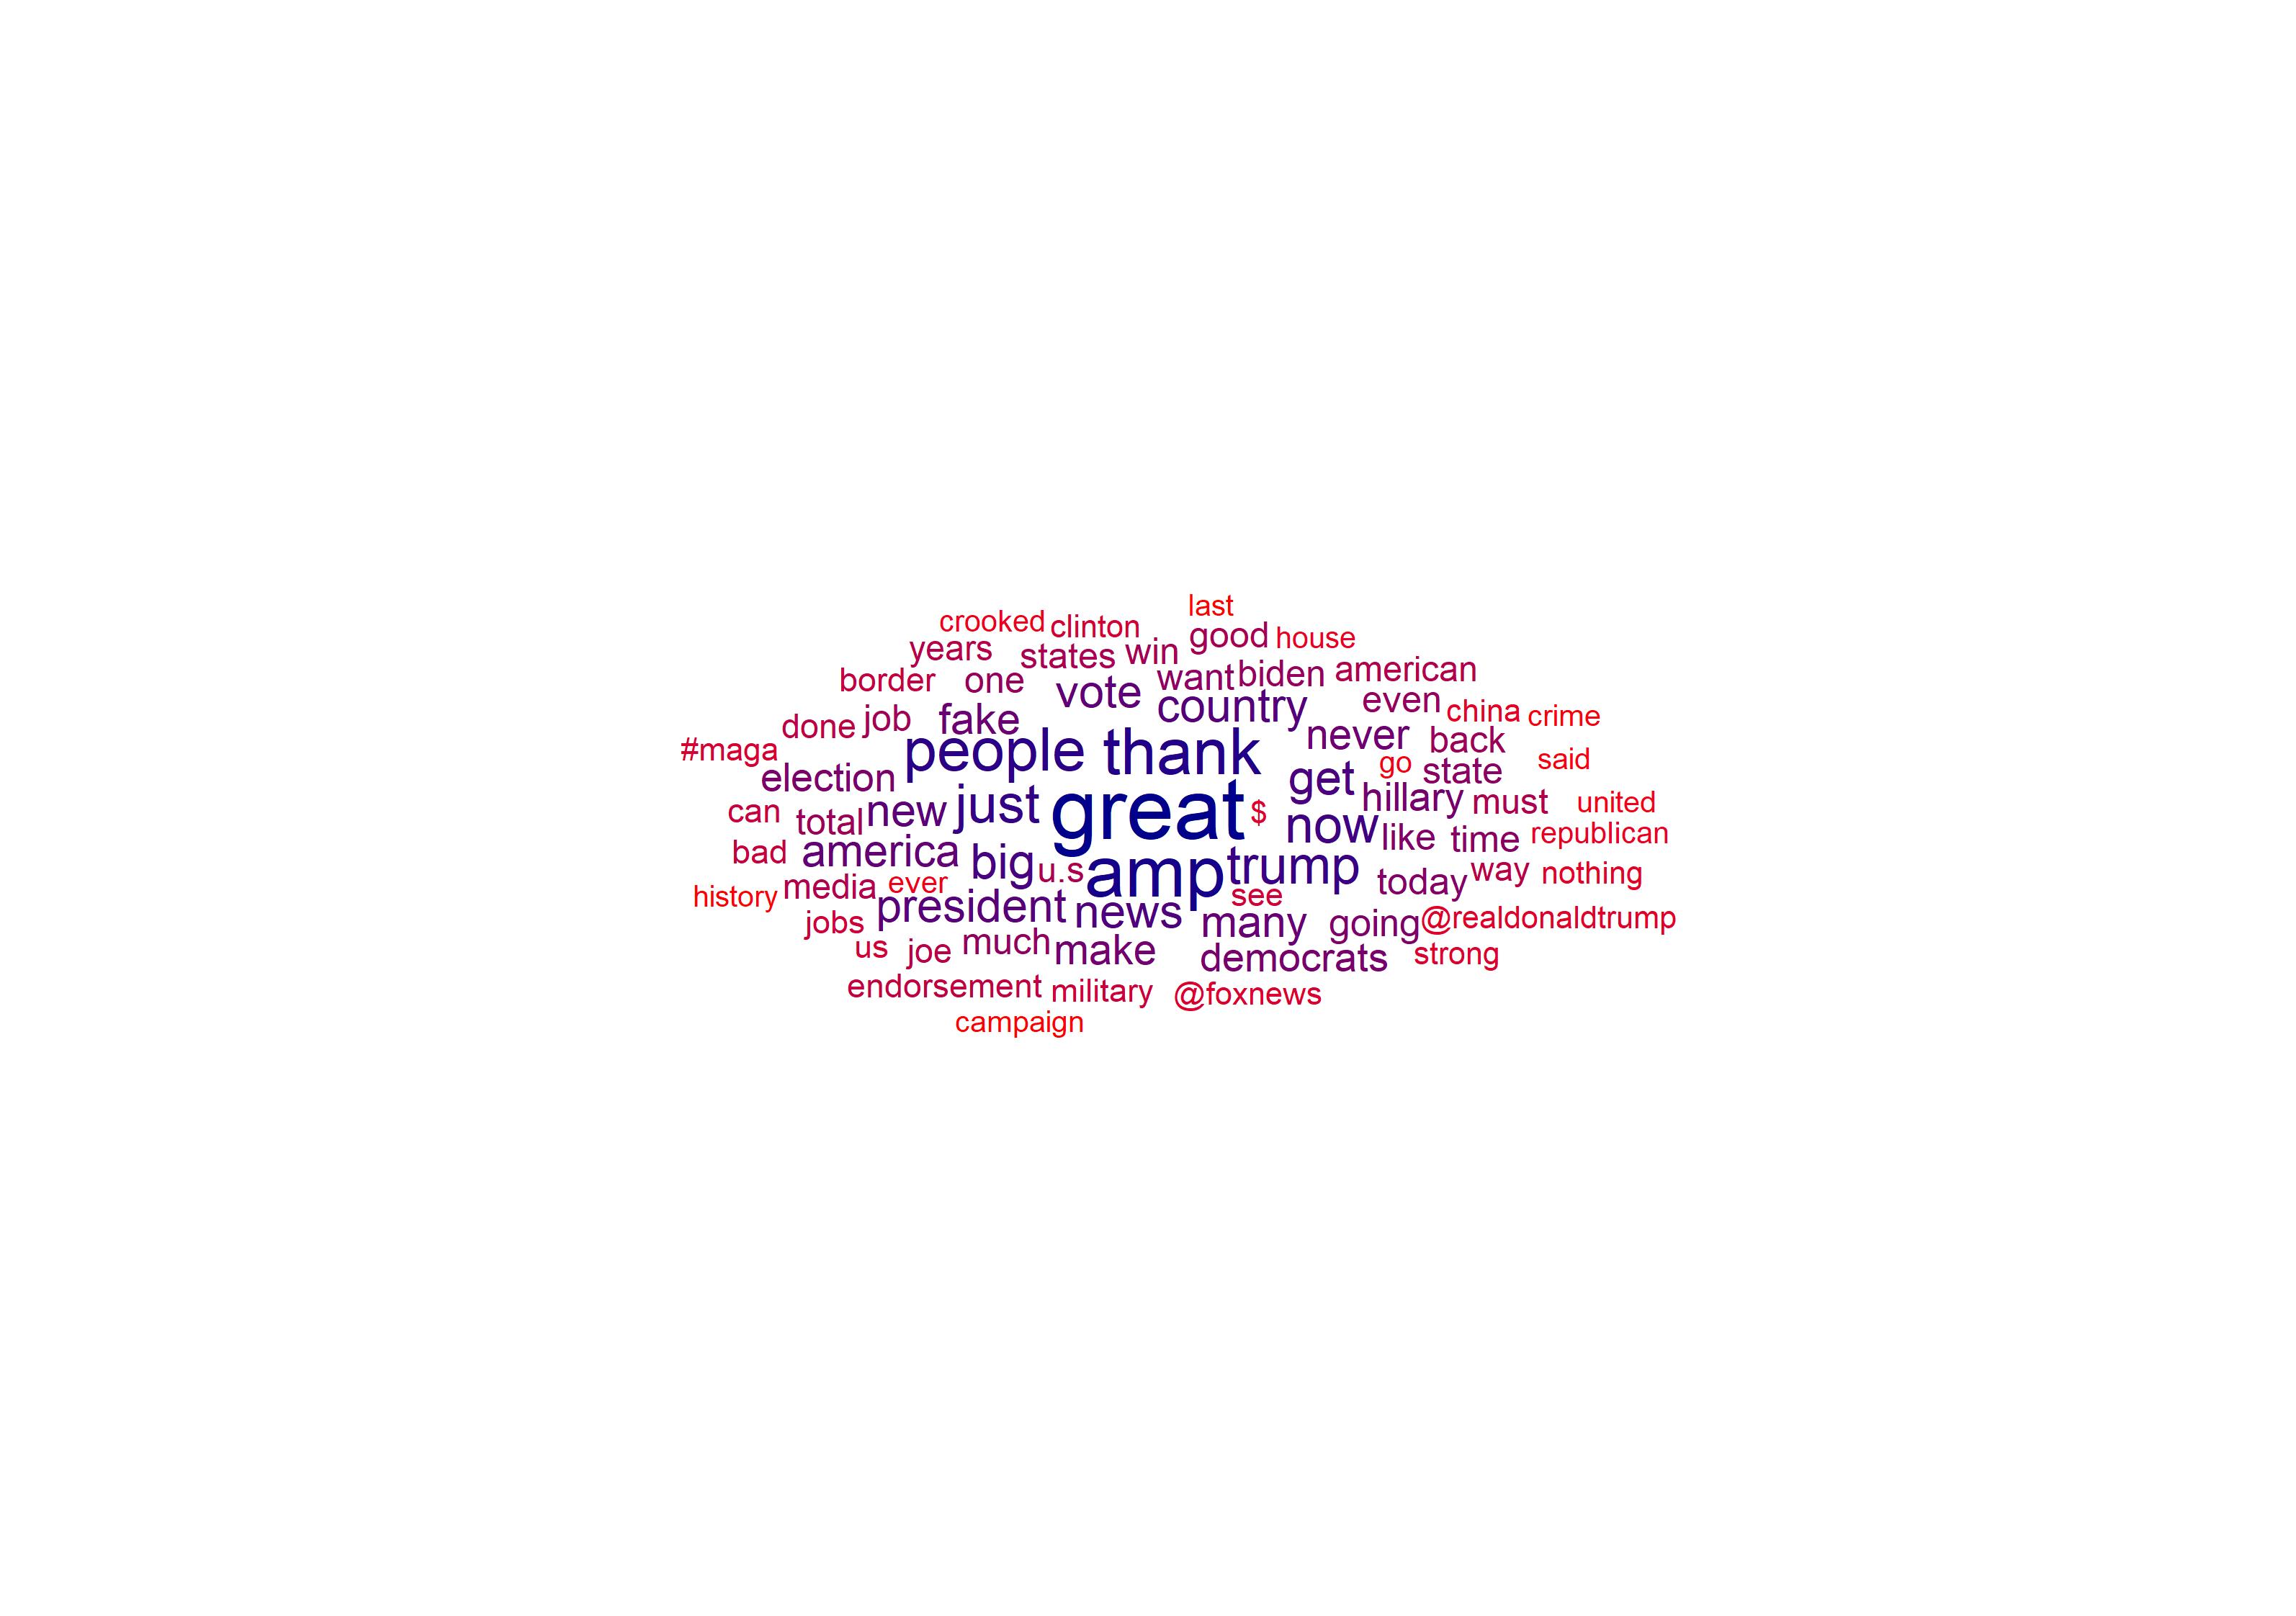 last
crooked clinton good house
years states win
border one vote want biden american
done job fake country even china crime
#maga people thank never back said
election get go state
can total new just great $ now hillary must united
bad america big u.s amp trump like time republican
history media ever see today way nothing
jobs president news many going @realdonaldtrump
us joe much make democrats strong
endorsement military @foxnews
campaign